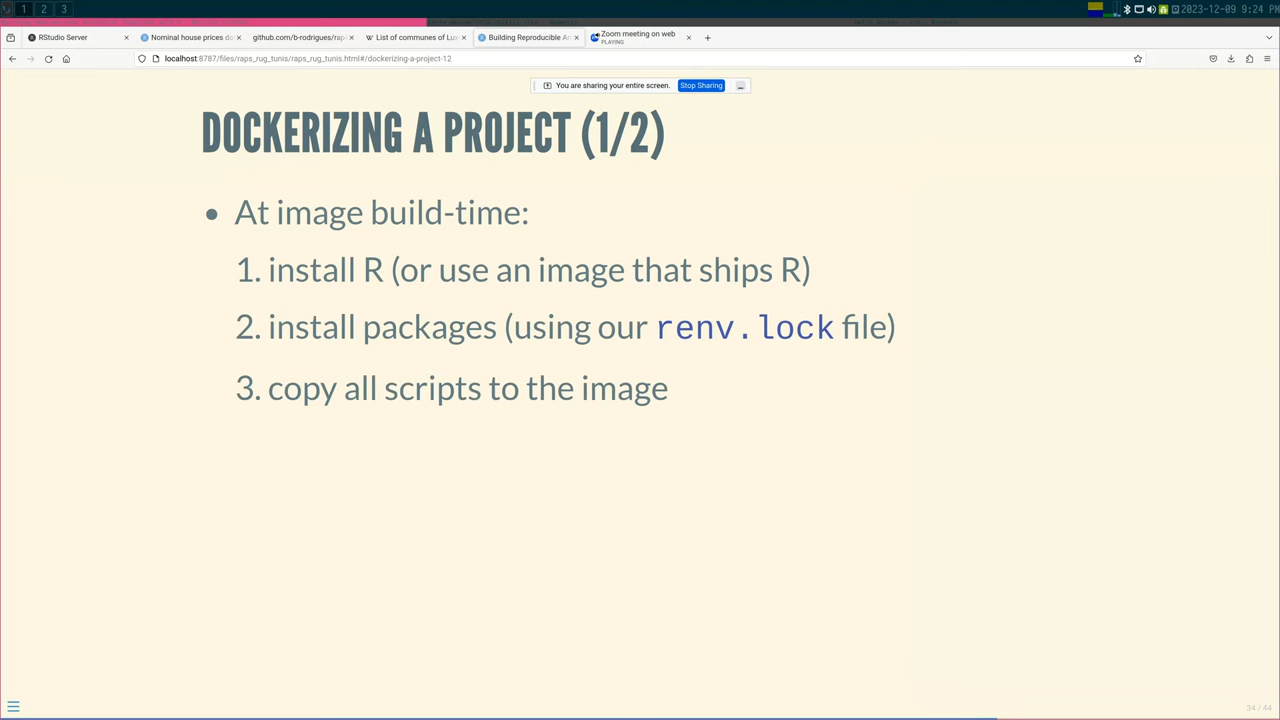 1 2 3
2023-12-09 9:24 PM
RStudio Server
Nominal house prices da
github.com/b-rodrigues/rap-
List of communes of Lux
Building Reproducible An
Zoom meeting on web
PLAYING
localhost:8787/files/raps_rug_tunis/raps_rug_tunis.html#/dockerizing-a-project-12
You are sharing your entire screen. Stop Sharing
DOCKERIZING A PROJECT (1/2)
• At image build-time:
1. install R (or use an image that ships R)
2. install packages (using our renv.lock file)
3. copy all scripts to the image
34 / 44